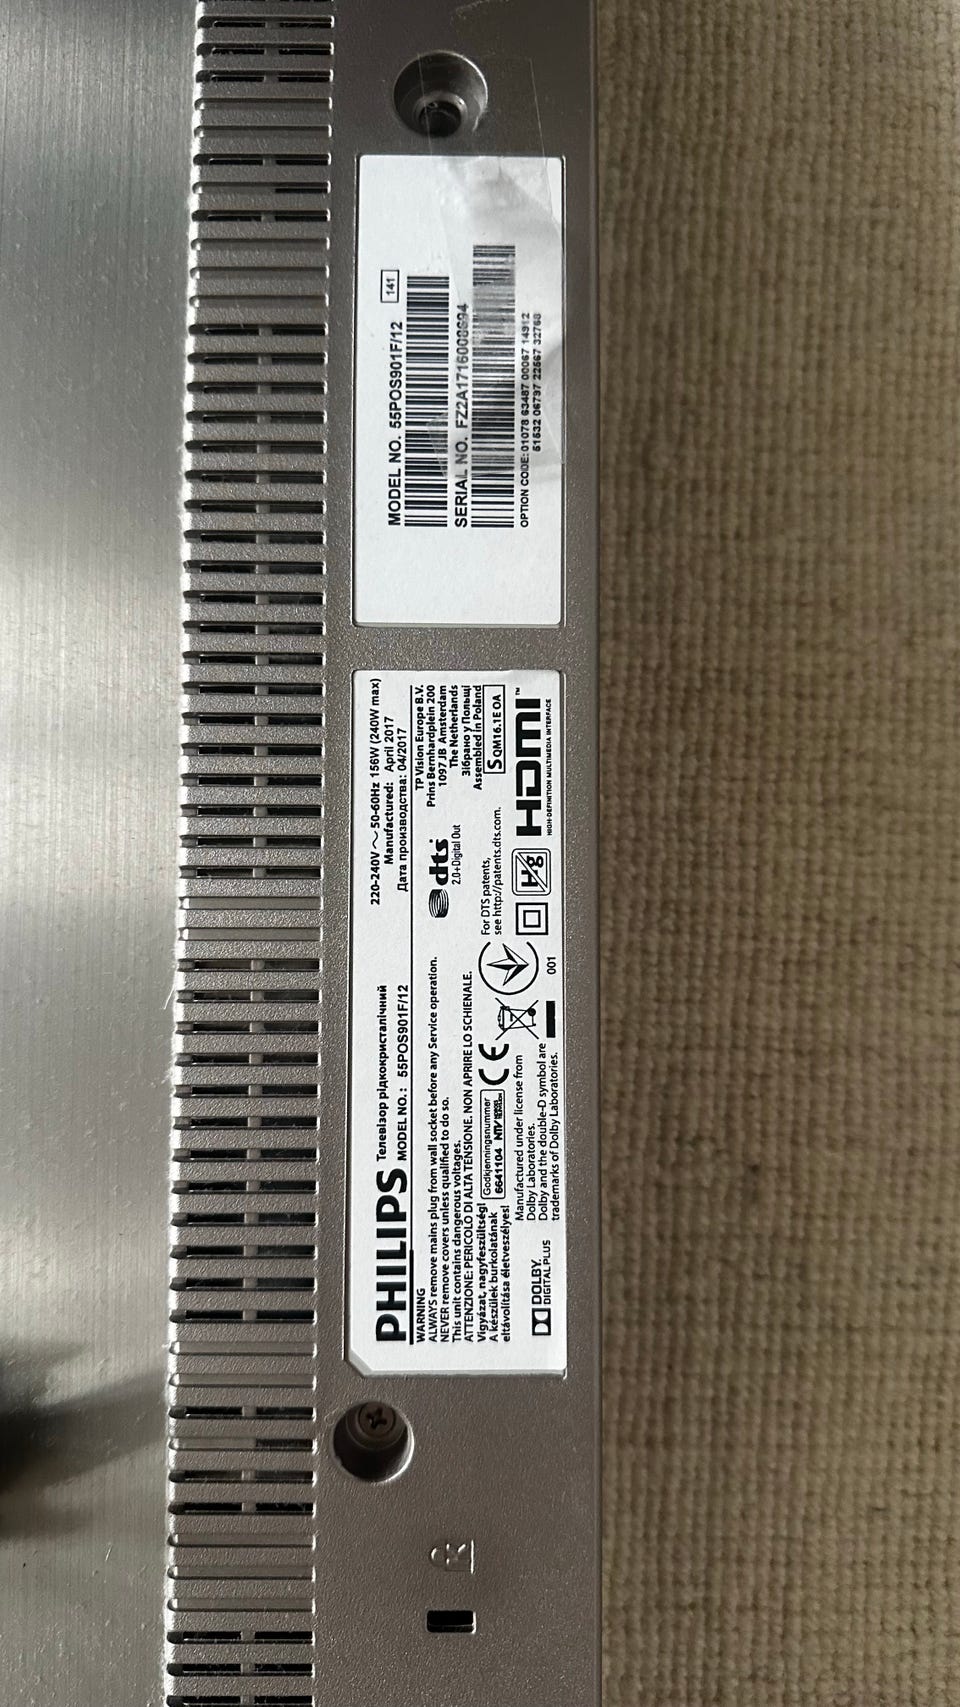 PHILIPS
Телевізор рідкокристалічний
MODEL NO.: 55POS901F/12
220-240V ~ 50-60Hz 156W (240W max)
Manufactured: April 2017
Дата производства: 04/2017
WARNING
ALWAYS remove mains plug from wall socket before any Service operation.
NEVER remove covers unless qualified to do so.
This unit contains dangerous voltages.
ATTENZIONE: PERICOLO DI ALTA TENSIONE. NON APRIRE LO SCHIENALE.
Vigyázat, nagyfeszültség!
A készülék burkolatának
eltávolítása életveszélyes!
Godkjenningsnummer
6641104 NTV
CE
dts
2.0+Digital Out
TP Vision Europe B.V.
Prins Bernhardplein 200
1097 JB Amsterdam
The Netherlands
Зібрано у Польщі
Assembled in Poland
For DTS patents,
see http://patents.dts.com.
S QM16.1E OA
DOLBY
DIGITAL PLUS
Manufactured under license from
Dolby Laboratories.
Dolby and the double-D symbol are
trademarks of Dolby Laboratories.
001
Hg
HDMI™
HIGH-DEFINITION MULTIMEDIA INTERFACE
MODEL NO. 55POS901F/12
141
SERIAL NO. FZ2A1716000694
OPTION CODE: 01078 63487 00067 14912
51532 06797 22567 32768
K